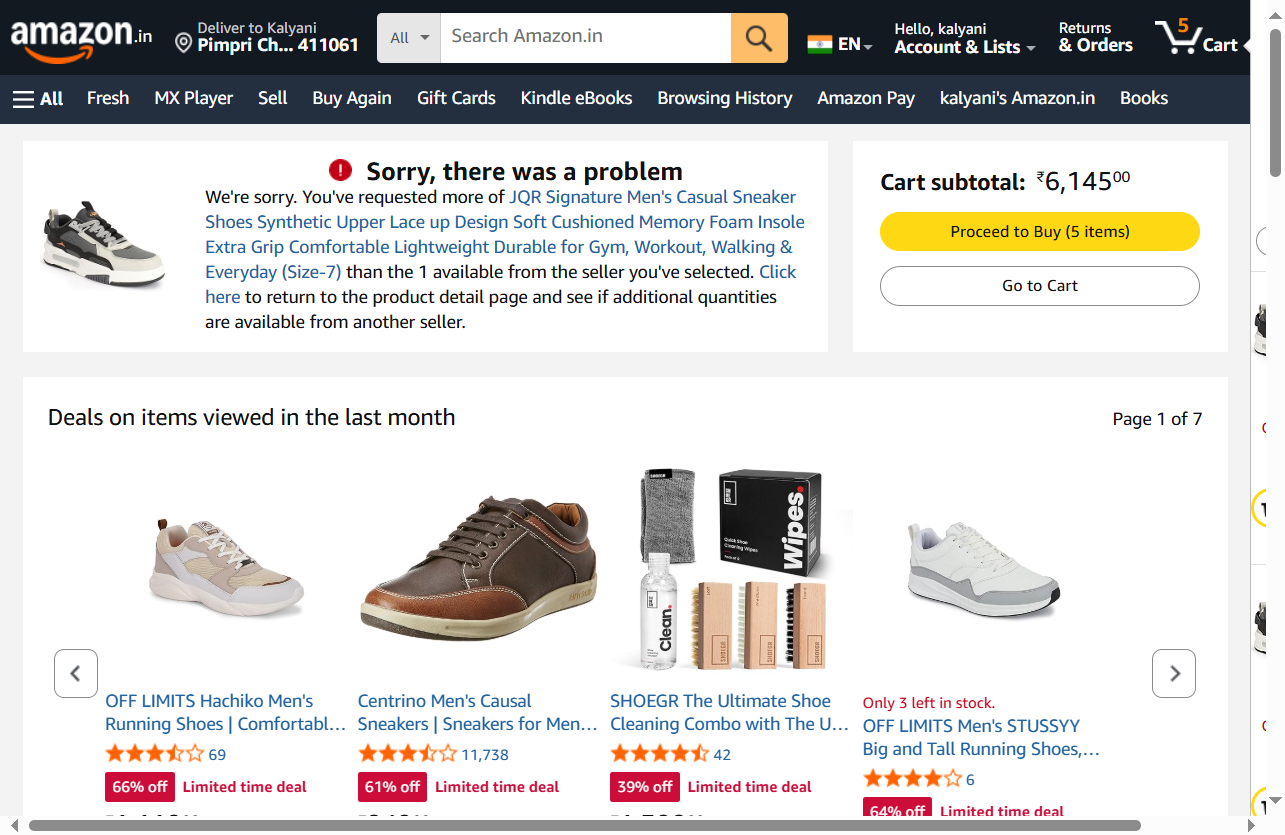 amazon.in
Deliver to Kalyani
Pimpri Ch... 411061
All
Search Amazon.in
EN
Hello, kalyani
Account & Lists
Returns
& Orders
5
Cart
All
Fresh
MX Player
Sell
Buy Again
Gift Cards
Kindle eBooks
Browsing History
Amazon Pay
kalyani's Amazon.in
Books
Sorry, there was a problem
We're sorry. You've requested more of JQR Signature Men's Casual Sneaker
Shoes Synthetic Upper Lace up Design Soft Cushioned Memory Foam Insole
Extra Grip Comfortable Lightweight Durable for Gym, Workout, Walking &
Everyday (Size-7) than the 1 available from the seller you've selected. Click
here to return to the product detail page and see if additional quantities
are available from another seller.
Cart subtotal: ₹6,14500
Proceed to Buy (5 items)
Go to Cart
Deals on items viewed in the last month
Page 1 of 7
Wipes.
Quick Shoe
Cleaning Wipes
Clean.
OFF LIMITS Hachiko Men's
Running Shoes | Comfortabl...
69
66% off Limited time deal
Centrino Men's Causal
Sneakers | Sneakers for Men...
11,738
61% off Limited time deal
SHOEGR The Ultimate Shoe
Cleaning Combo with The U...
42
39% off Limited time deal
Only 3 left in stock.
OFF LIMITS Men's STUSSYY
Big and Tall Running Shoes,...
6
64% off Limited time deal